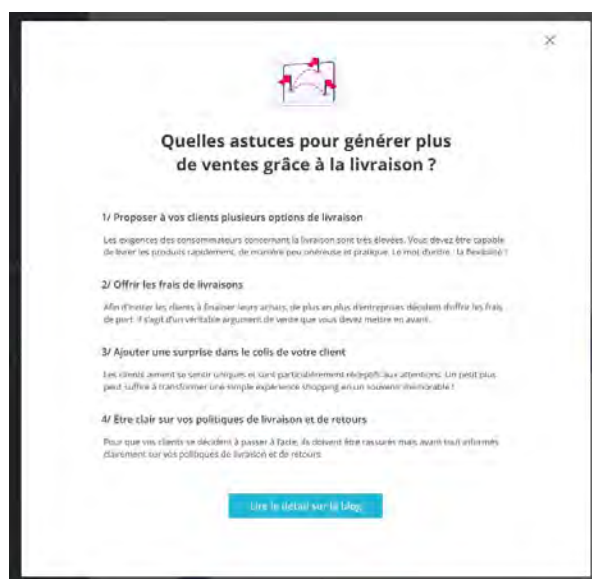 Quelles astuces pour générer plus
de ventes grâce à la livraison ?
1/ Proposer à vos clients plusieurs options de livraison
Les exigences des consommateurs concernant la livraison sont très élevées. Vous devez être capable
de livrer les produits rapidement, de manière peu onéreuse et pratique. Le mot d'ordre : la flexibilité !
2/ Offrir les frais de livraisons
Afin d'inciter les clients à finaliser leurs achats, de plus en plus d'entreprises décident d'offrir les frais
de port. Il s'agit d'un véritable argument de vente que vous devez mettre en avant.
3/ Ajouter une surprise dans le colis de votre client
Les clients aiment se sentir uniques et sont particulièrement réceptifs aux attentions. Un petit plus
peut suffire à transformer une simple expérience shopping en un souvenir mémorable !
4/ Etre clair sur vos politiques de livraison et de retours
Pour que vos clients se décident à passer à l'acte, ils doivent être rassurés mais avant tout informés
clairement sur vos politiques de livraison et de retours.
Lire le détail sur le blog